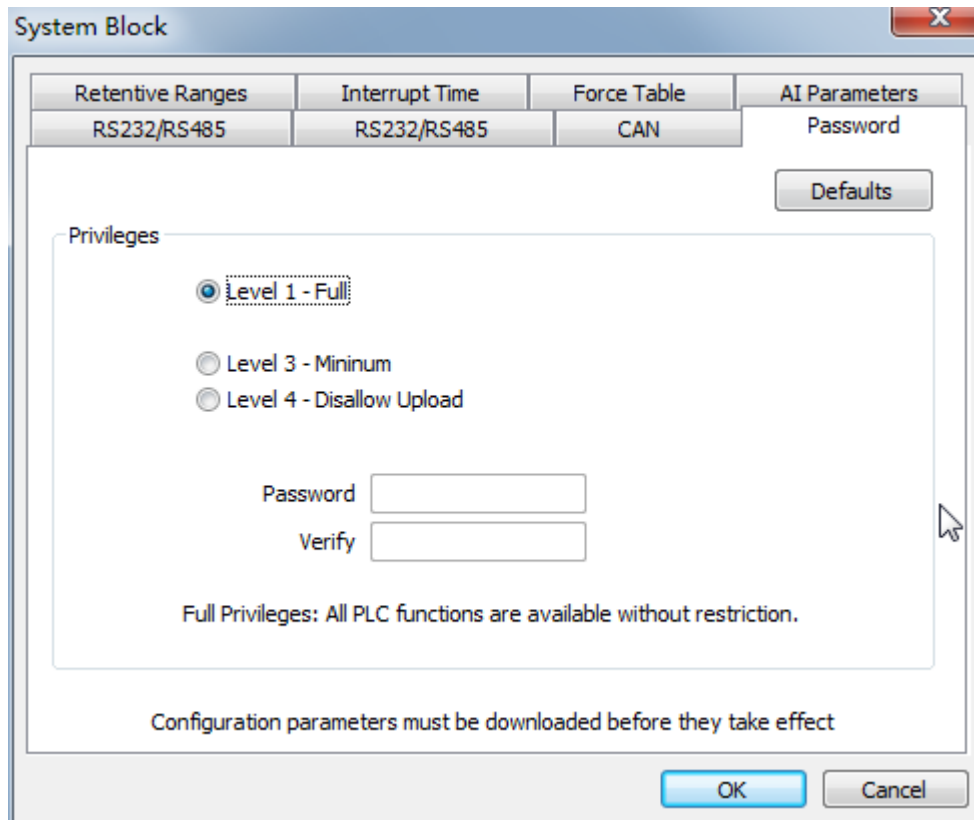 System Block
Retentive Ranges Interrupt Time Force Table AI Parameters
RS232/RS485 RS232/RS485 CAN Password
Defaults
Privileges
Level 1 - Full
Level 3 - Mininum
Level 4 - Disallow Upload
Password
Verify
Full Privileges: All PLC functions are available without restriction.
Configuration parameters must be downloaded before they take effect
OK Cancel